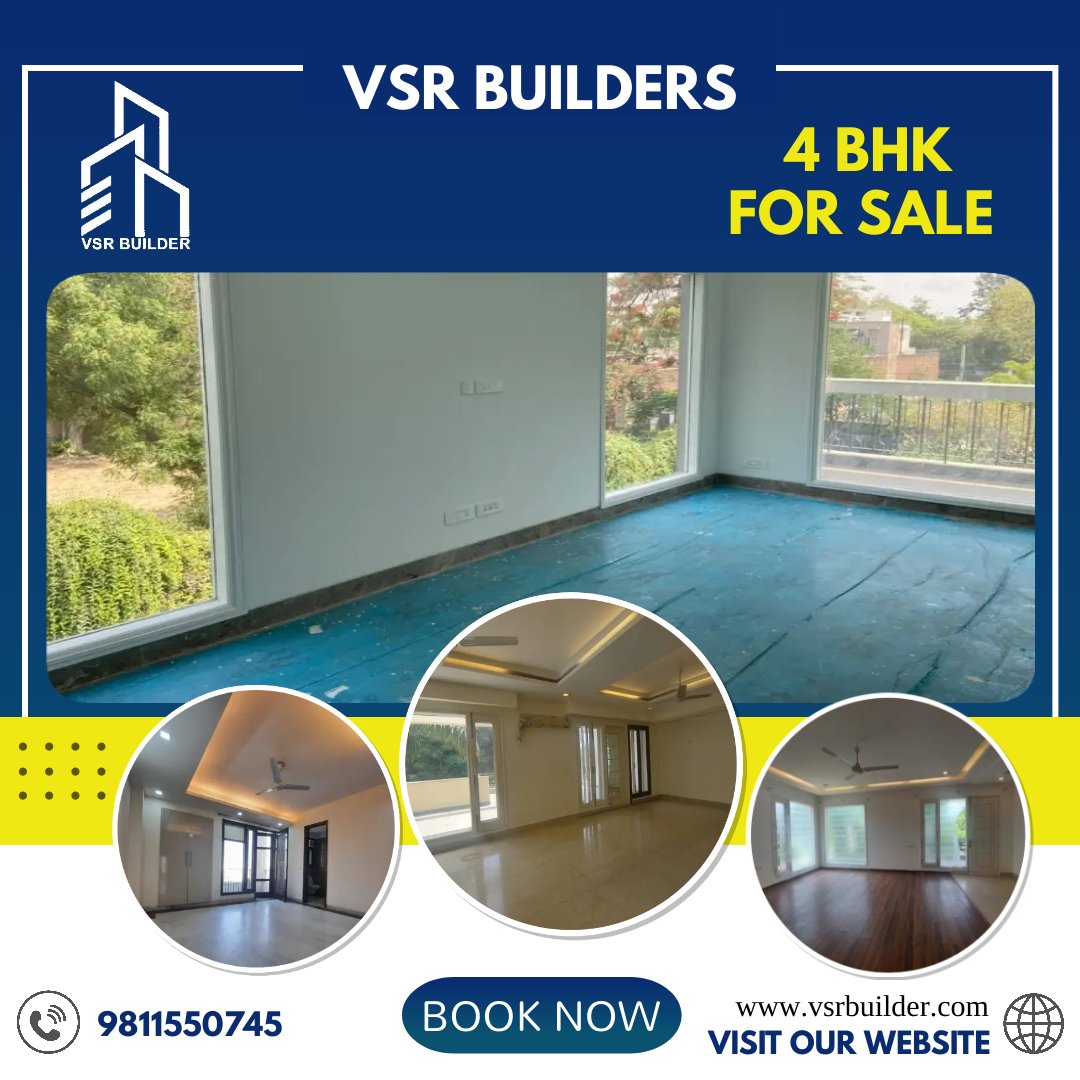 VSR BUILDERS
VSR BUILDER
4 BHK
FOR SALE
9811550745
BOOK NOW
www.vsrbuilder.com
VISIT OUR WEBSITE